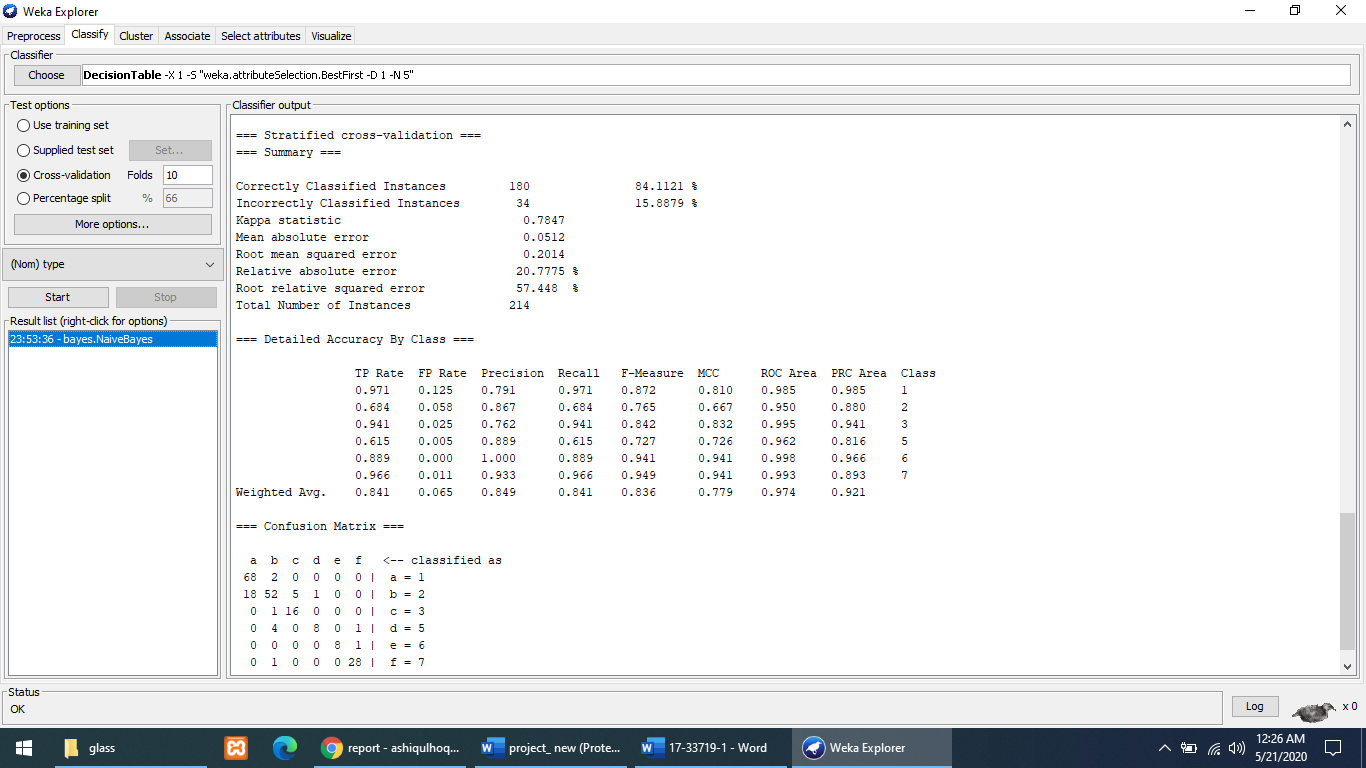 Weka Explorer
Preprocess Classify Cluster Associate Select attributes Visualize
Classifier
Choose DecisionTable -X 1 -S "weka.attributeSelection.BestFirst -D 1 -N 5"
Test options
Use training set
Supplied test set Set...
Cross-validation Folds 10
Percentage split % 66
More options...
(Nom) type
Start Stop
Result list (right-click for options)
23:53:36 - bayes.NaiveBayes
Classifier output
=== Stratified cross-validation ===
=== Summary ===
Correctly Classified Instances 180 84.1121 %
Incorrectly Classified Instances 34 15.8879 %
Kappa statistic 0.7847
Mean absolute error 0.0512
Root mean squared error 0.2014
Relative absolute error 20.7775 %
Root relative squared error 57.448 %
Total Number of Instances 214
=== Detailed Accuracy By Class ===
TP Rate FP Rate Precision Recall F-Measure MCC ROC Area PRC Area Class
0.971 0.125 0.791 0.971 0.872 0.810 0.985 0.985 1
0.684 0.058 0.867 0.684 0.765 0.667 0.950 0.880 2
0.941 0.025 0.762 0.941 0.842 0.832 0.995 0.941 3
0.615 0.005 0.889 0.615 0.727 0.726 0.962 0.816 5
0.889 0.000 1.000 0.889 0.941 0.941 0.998 0.966 6
0.966 0.011 0.933 0.966 0.949 0.941 0.993 0.893 7
Weighted Avg. 0.841 0.065 0.849 0.841 0.836 0.779 0.974 0.921
=== Confusion Matrix ===
a b c d e f <-- classified as
68 2 0 0 0 0 | a = 1
18 52 5 1 0 0 | b = 2
0 1 16 0 0 0 | c = 3
0 4 0 8 0 1 | d = 5
0 0 0 0 8 1 | e = 6
0 1 0 0 0 28 | f = 7
Status
OK
Log x 0
glass
report - ashiqulhoq...
project_ new (Prote...
17-33719-1 - Word
Weka Explorer
12:26 AM
5/21/2020